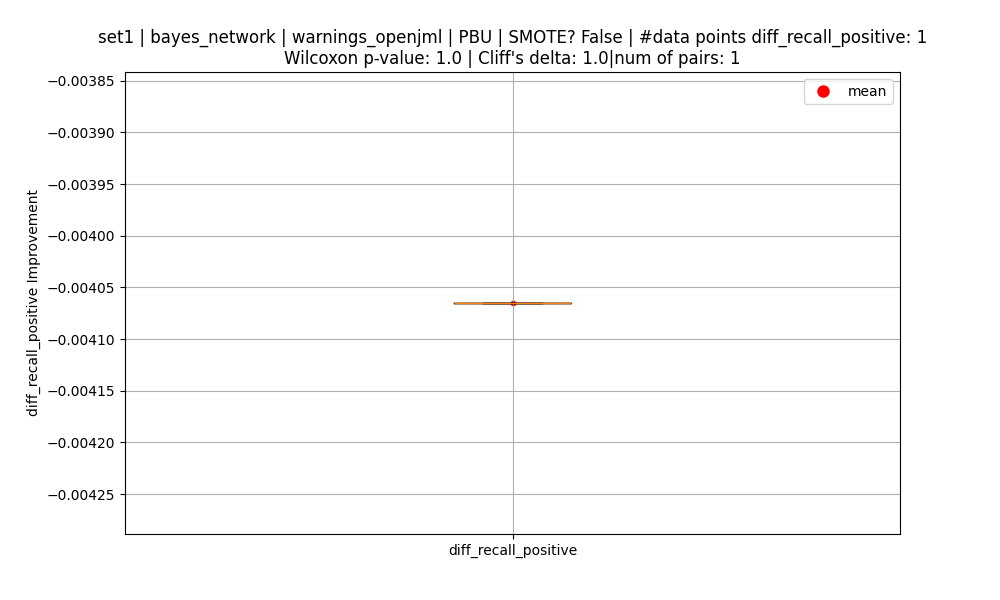 set1 | bayes_network | warnings_openjml | PBU | SMOTE? False | #data points diff_recall_positive: 1
Wilcoxon p-value: 1.0 | Cliff's delta: 1.0|num of pairs: 1
mean
−0.00385
−0.00390
−0.00395
−0.00400
−0.00405
−0.00410
−0.00415
−0.00420
−0.00425
diff_recall_positive Improvement
diff_recall_positive